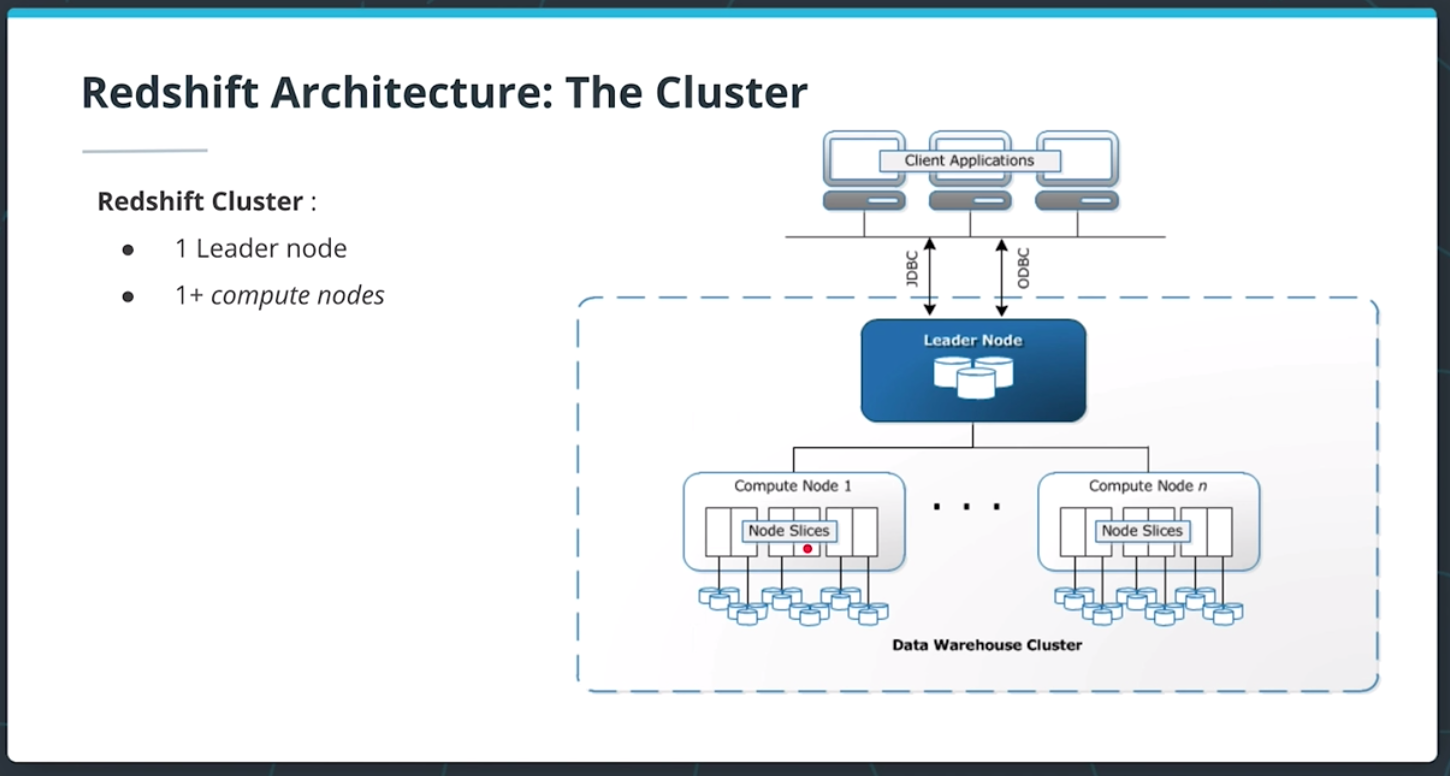 Redshift Architecture: The Cluster
Redshift Cluster :
● 1 Leader node
● 1+ compute nodes
Client Applications
JDBC
ODBC
Leader Node
Compute Node 1
Node Slices
. . .
Compute Node n
Node Slices
Data Warehouse Cluster